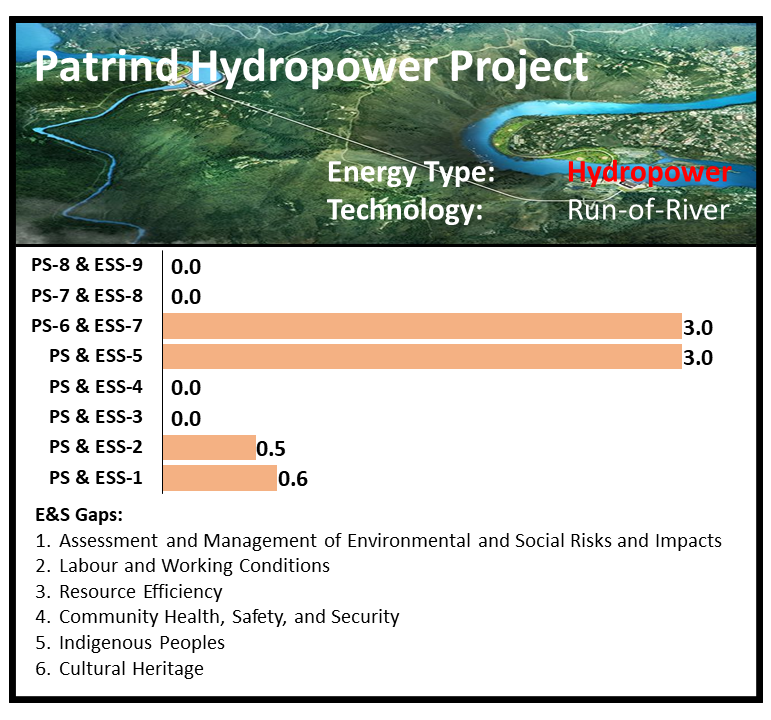 Patrind Hydropower Project
Energy Type: Hydropower
Technology: Run-of-River
PS-8 & ESS-9 0.0
PS-7 & ESS-8 0.0
PS-6 & ESS-7 3.0
PS & ESS-5 3.0
PS & ESS-4 0.0
PS & ESS-3 0.0
PS & ESS-2 0.5
PS & ESS-1 0.6
E&S Gaps:
1. Assessment and Management of Environmental and Social Risks and Impacts
2. Labour and Working Conditions
3. Resource Efficiency
4. Community Health, Safety, and Security
5. Indigenous Peoples
6. Cultural Heritage